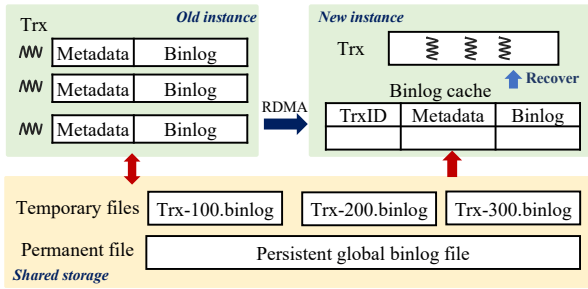 Old instance
Trx
Metadata Binlog
Metadata Binlog
Metadata Binlog
RDMA
New instance
Trx
Recover
Binlog cache
TrxID Metadata Binlog
Temporary files Trx-100.binlog Trx-200.binlog Trx-300.binlog
Permanent file Persistent global binlog file
Shared storage